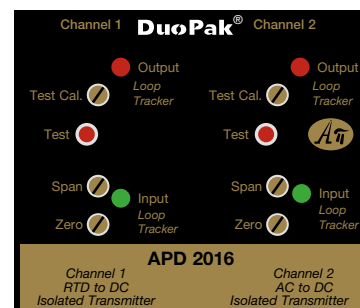 Channel 1 DuoPak® Channel 2
Output Output
Test Cal. Loop Tracker Test Cal. Loop Tracker
Test Test
Span Input Span Input
Zero Loop Tracker Zero Loop Tracker
APD 2016
Channel 1 Channel 2
RTD to DC AC to DC
Isolated Transmitter Isolated Transmitter